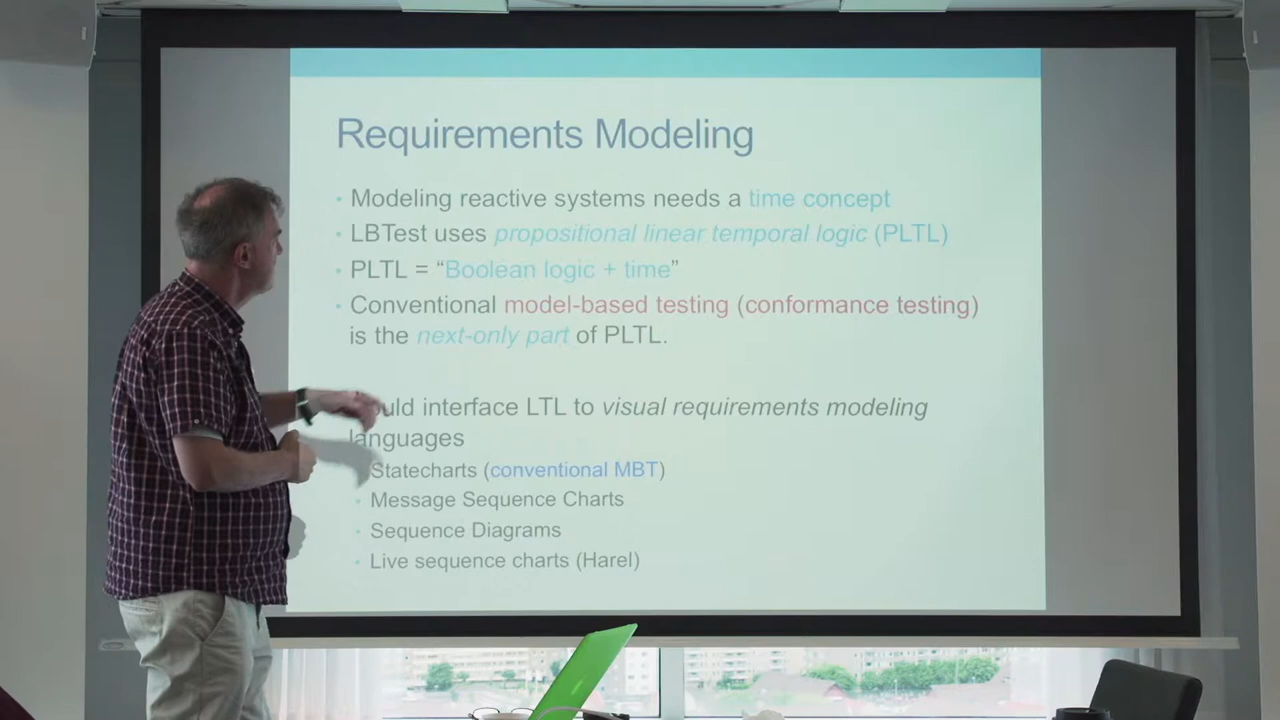 Requirements Modeling
• Modeling reactive systems needs a time concept
• LBTest uses propositional linear temporal logic (PLTL)
• PLTL = “Boolean logic + time”
• Conventional model-based testing (conformance testing)
is the next-only part of PLTL.
interface LTL to visual requirements modeling
languages
Statecharts (conventional MBT)
• Message Sequence Charts
• Sequence Diagrams
• Live sequence charts (Harel)